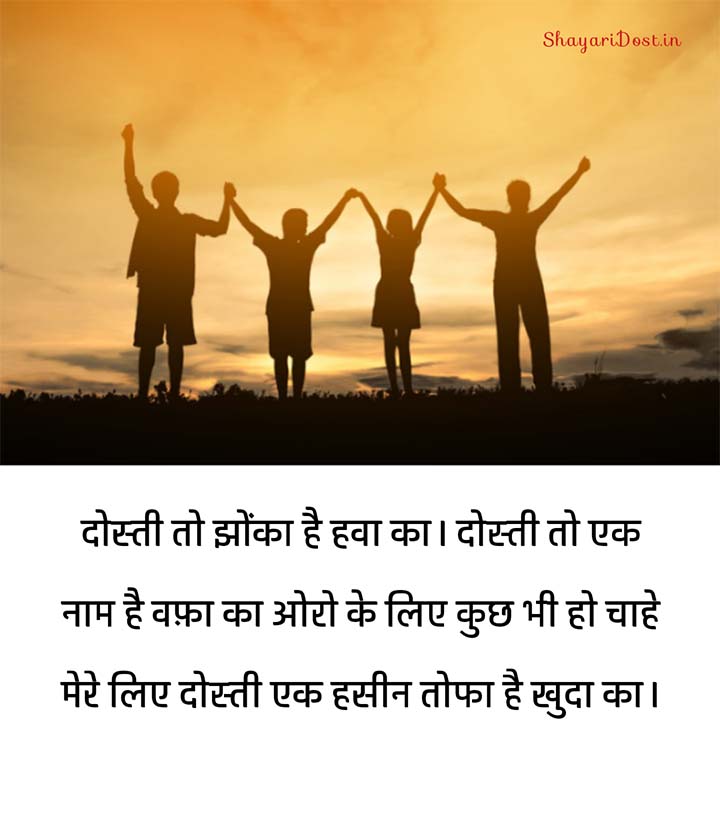 ShayariDost.in
दोस्ती तो झोंका है हवा का। दोस्ती तो एक
नाम है वफ़ा का ओरो के लिए कुछ भी हो चाहे
मेरे लिए दोस्ती एक हसीन तोफा है खुदा का।